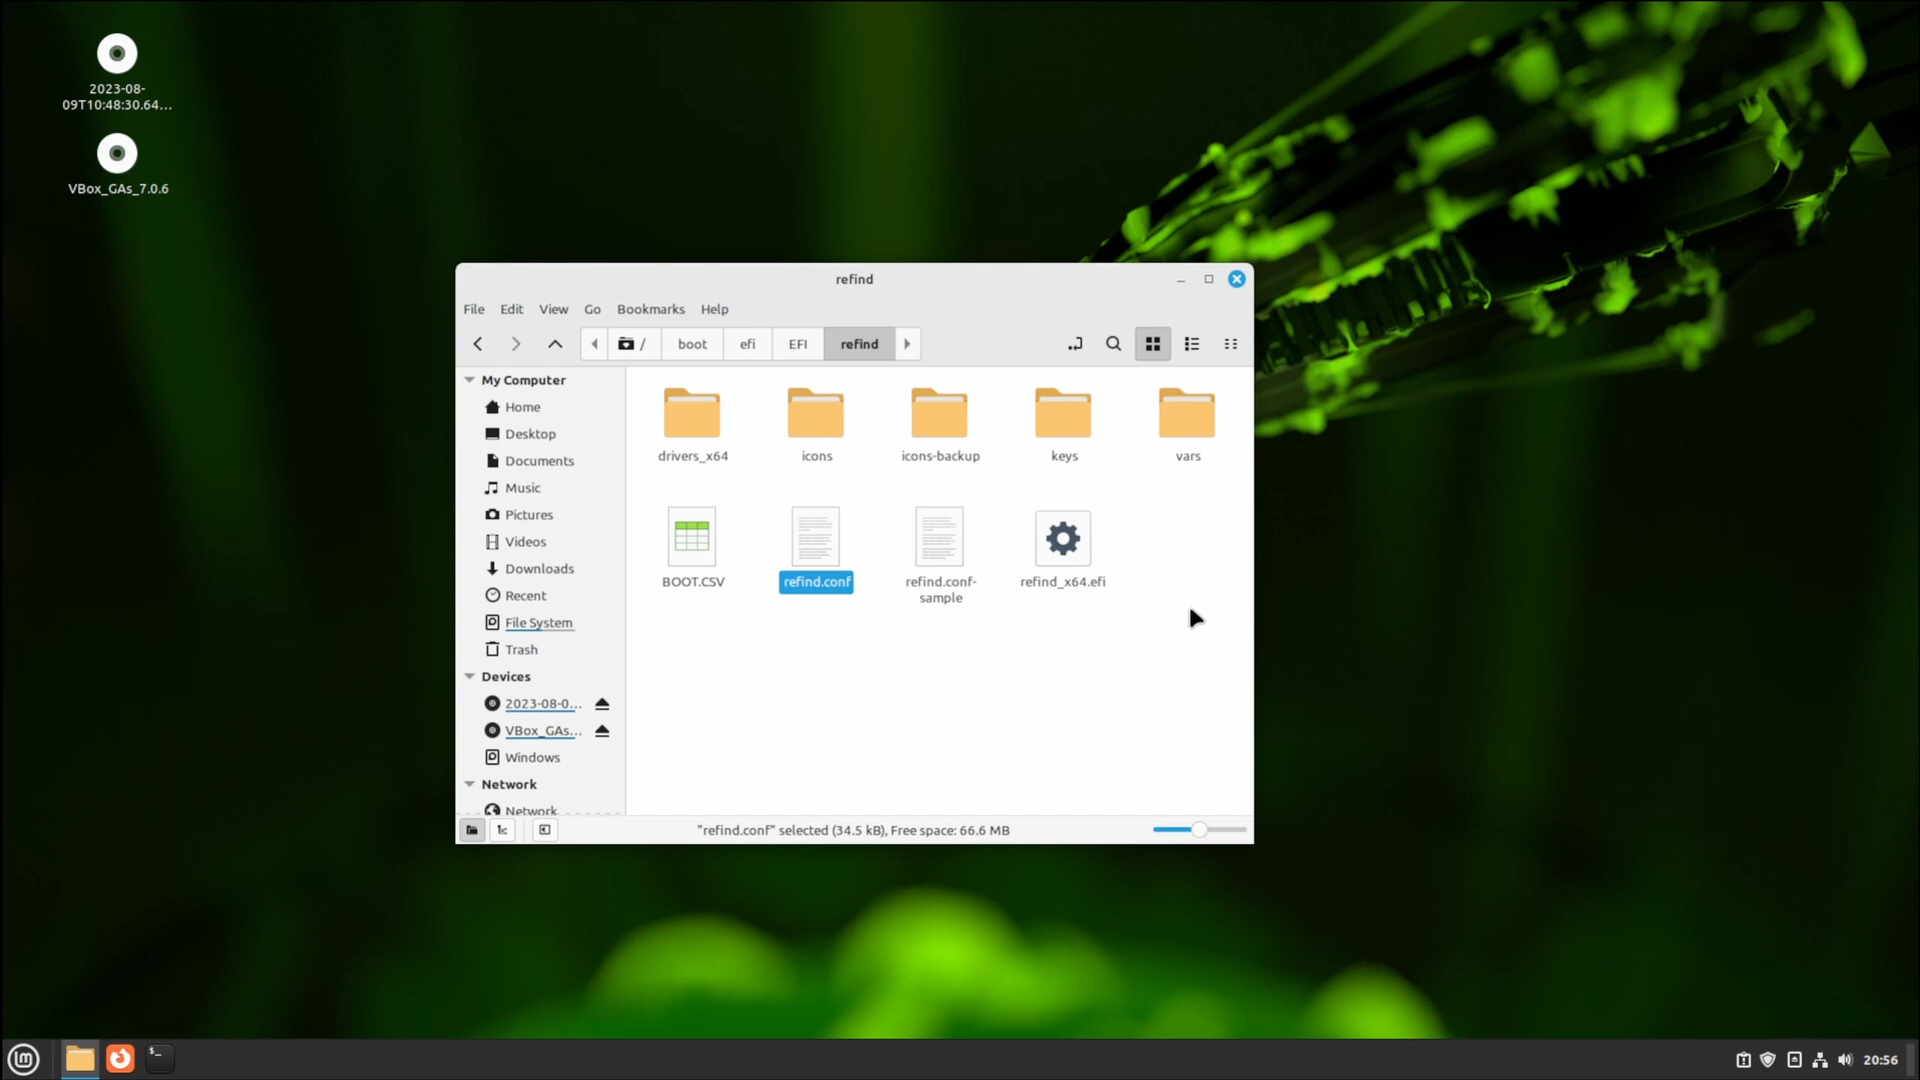 2023-08-
09T10:48:30.64...
VBox_GAs_7.0.6
refind
File Edit View Go Bookmarks Help
/ boot efi EFI refind
My Computer
Home
Desktop
Documents
Music
Pictures
Videos
Downloads
Recent
File System
Trash
Devices
2023-08-0...
VBox_GAs...
Windows
Network
Network
drivers_x64 icons icons-backup keys vars
BOOT.CSV refind.conf refind.conf-
sample refind_x64.efi
"refind.conf" selected (34.5 kB), Free space: 66.6 MB
$_
20:56